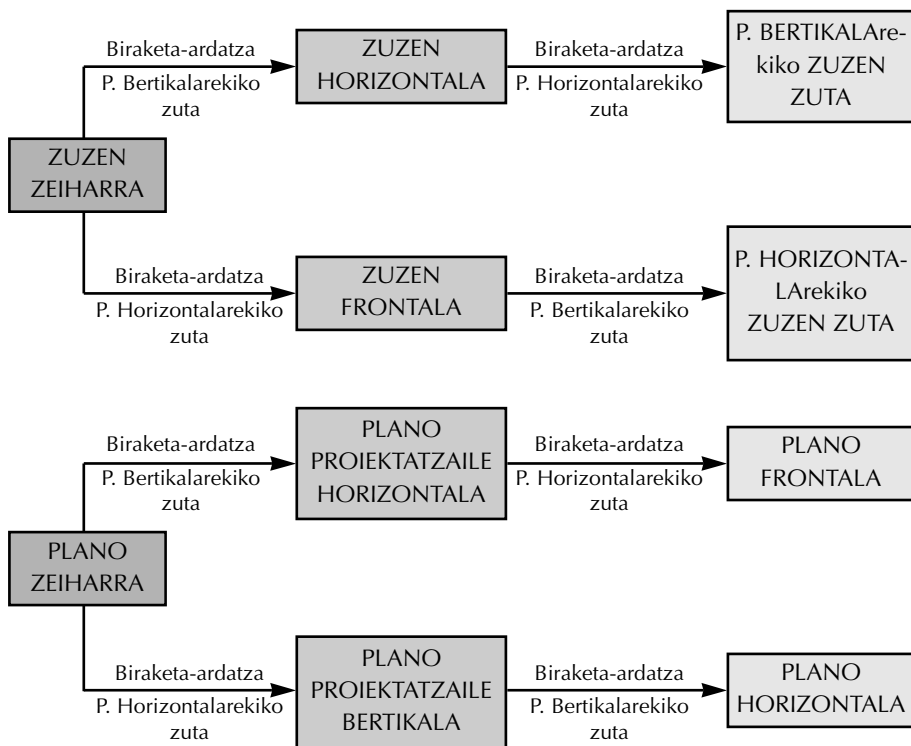 Biraketa-ardatza
P. Bertikalarekiko
zuta
ZUZEN
HORIZONTALA
Biraketa-ardatza
P. Horizontalarekiko
zuta
P. BERTIKALAre-
kiko ZUZEN
ZUTA
ZUZEN
ZEIHARRA
Biraketa-ardatza
P. Horizontalarekiko
zuta
ZUZEN
FRONTALA
Biraketa-ardatza
P. Bertikalarekiko
zuta
P. HORIZONTA-
LArekiko
ZUZEN ZUTA
Biraketa-ardatza
P. Bertikalarekiko
zuta
PLANO
PROIEKTATZAILE
HORIZONTALA
Biraketa-ardatza
P. Horizontalarekiko
zuta
PLANO
FRONTALA
PLANO
ZEIHARRA
Biraketa-ardatza
P. Horizontalarekiko
zuta
PLANO
PROIEKTATZAILE
BERTIKALA
Biraketa-ardatza
P. Bertikalarekiko
zuta
PLANO
HORIZONTALA